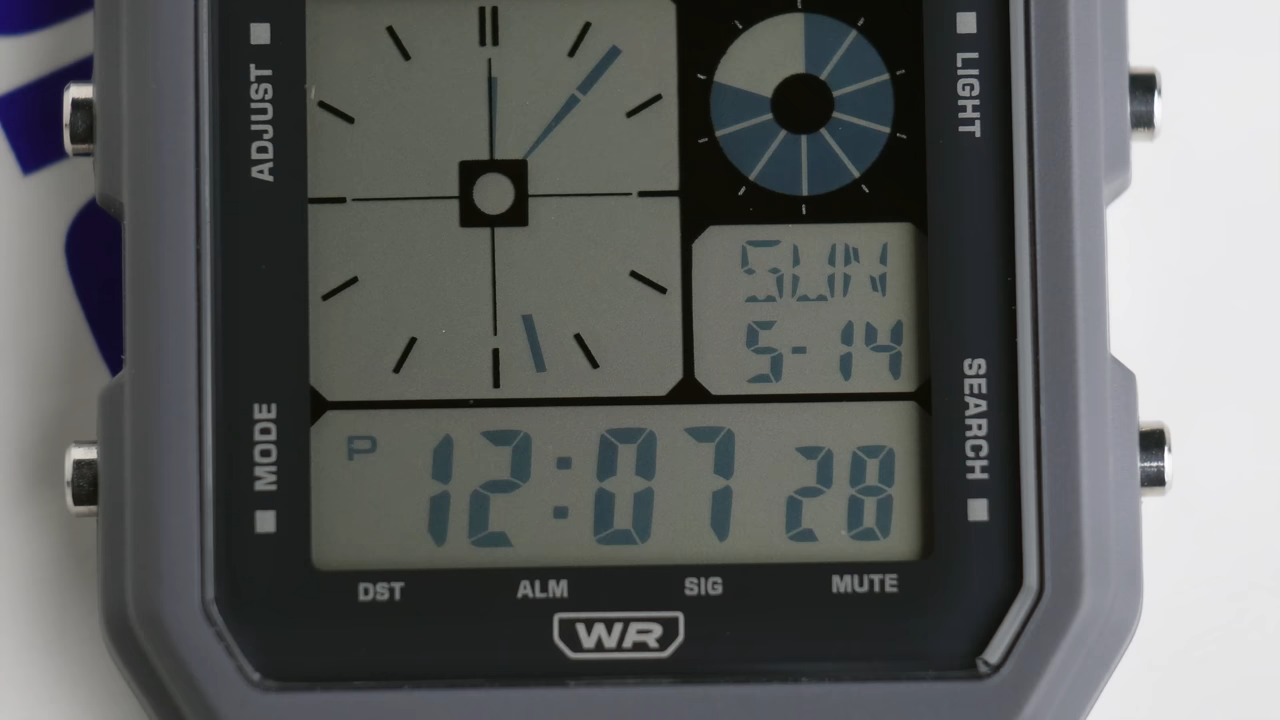 ADJUST
LIGHT
SUN
5-14
P 12:07 28
MODE
SEARCH
DST ALM SIG MUTE
WR